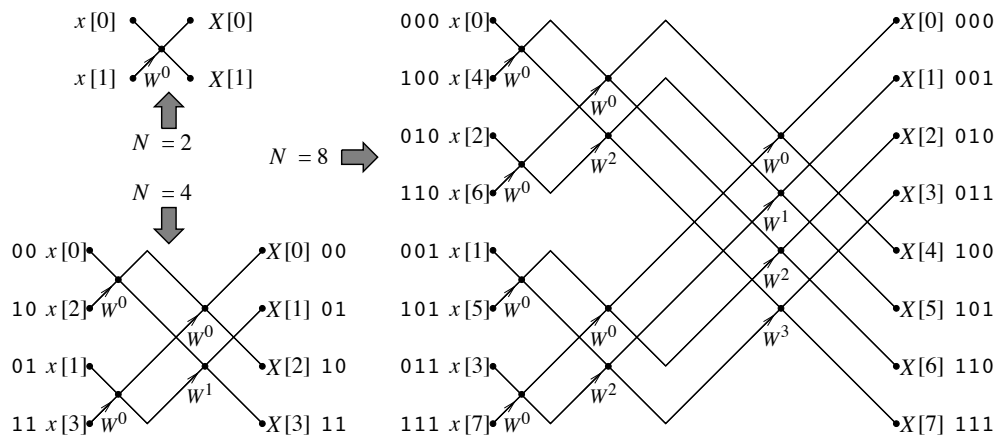 x[0] X[0]
x[1] W^0 X[1]
N = 2
N = 4
00 x[0] X[0] 00
10 x[2] W^0 X[1] 01
W^0
01 x[1] X[2] 10
W^1
11 x[3] W^0 X[3] 11
N = 8
000 x[0] X[0] 000
100 x[4] W^0 X[1] 001
W^0
010 x[2] X[2] 010
W^2 W^0
110 x[6] W^0 X[3] 011
W^1
001 x[1] X[4] 100
W^2
101 x[5] W^0 X[5] 101
W^0 W^3
011 x[3] X[6] 110
W^2
111 x[7] W^0 X[7] 111